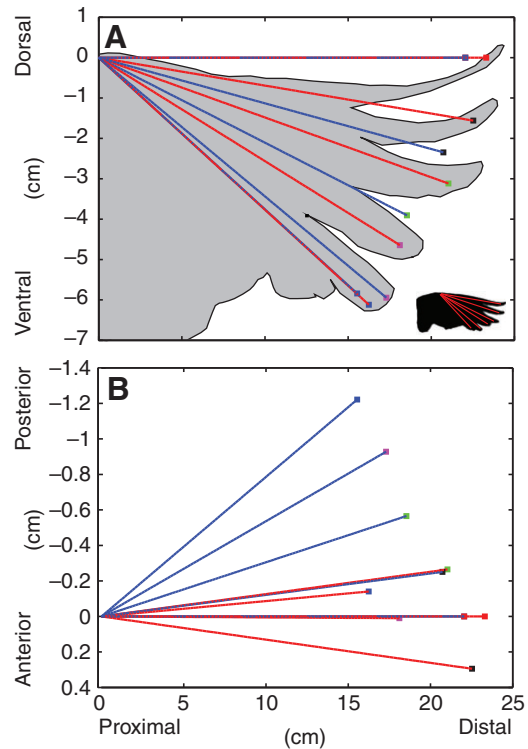 A
Dorsal
(cm)
Ventral
1
0
−1
−2
−3
−4
−5
−6
−7
B
Posterior
(cm)
Anterior
−1.4
−1.2
−1
−0.8
−0.6
−0.4
−0.2
0
0.2
0.4
0 5 10 15 20 25
Proximal (cm) Distal